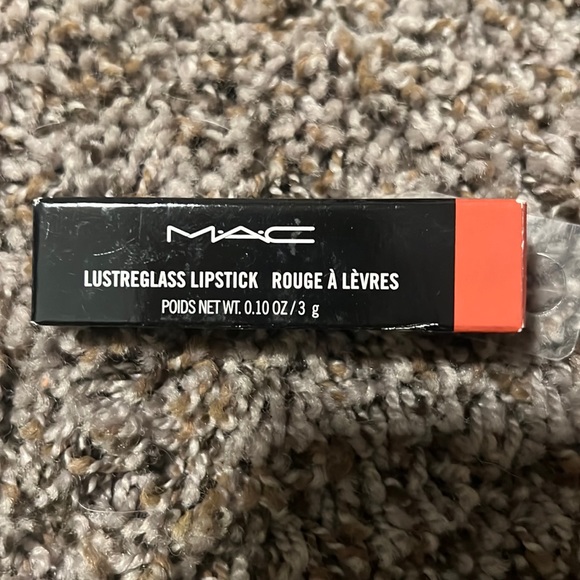 M·A·C
LUSTREGLASS LIPSTICK ROUGE À LÈVRES
POIDS NET WT. 0.10 OZ / 3 g